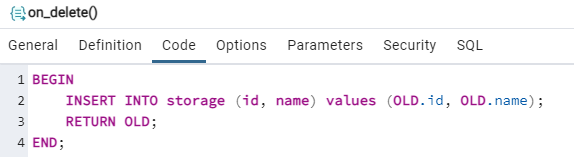 on_delete()
General Definition Code Options Parameters Security SQL
1 BEGIN
2 INSERT INTO storage (id, name) values (OLD.id, OLD.name);
3 RETURN OLD;
4 END;